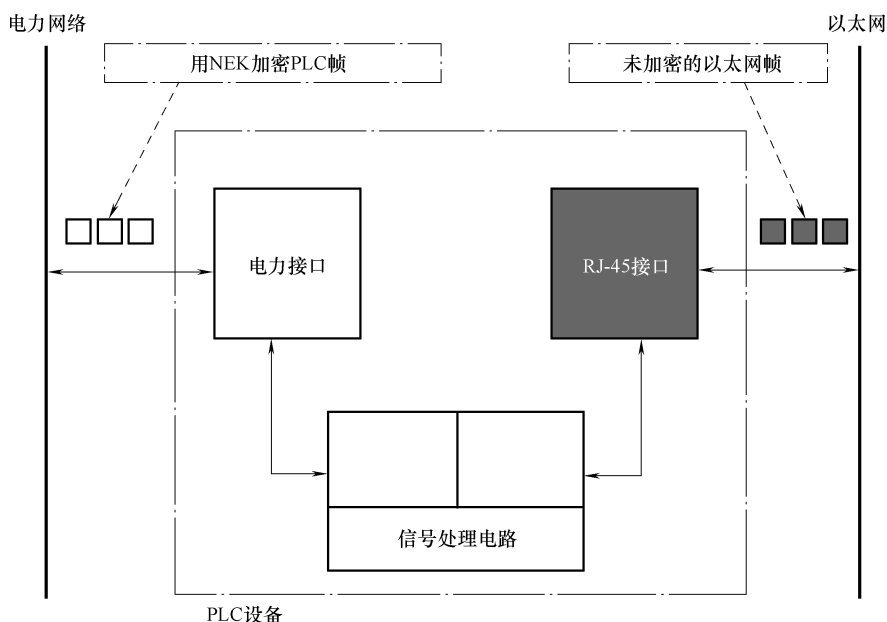 电力网络
以太网
用NEK加密PLC帧
未加密的以太网帧
电力接口
RJ-45接口
信号处理电路
PLC设备